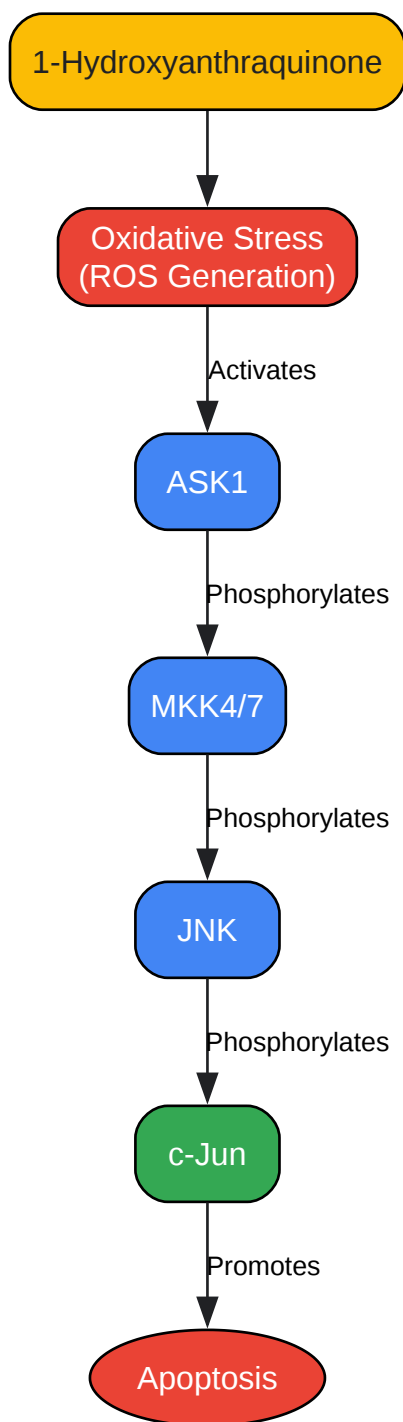 1-Hydroxyanthraquinone
Oxidative Stress
(ROS Generation)
Activates
ASK1
Phosphorylates
MKK4/7
Phosphorylates
JNK
Phosphorylates
c-Jun
Promotes
Apoptosis